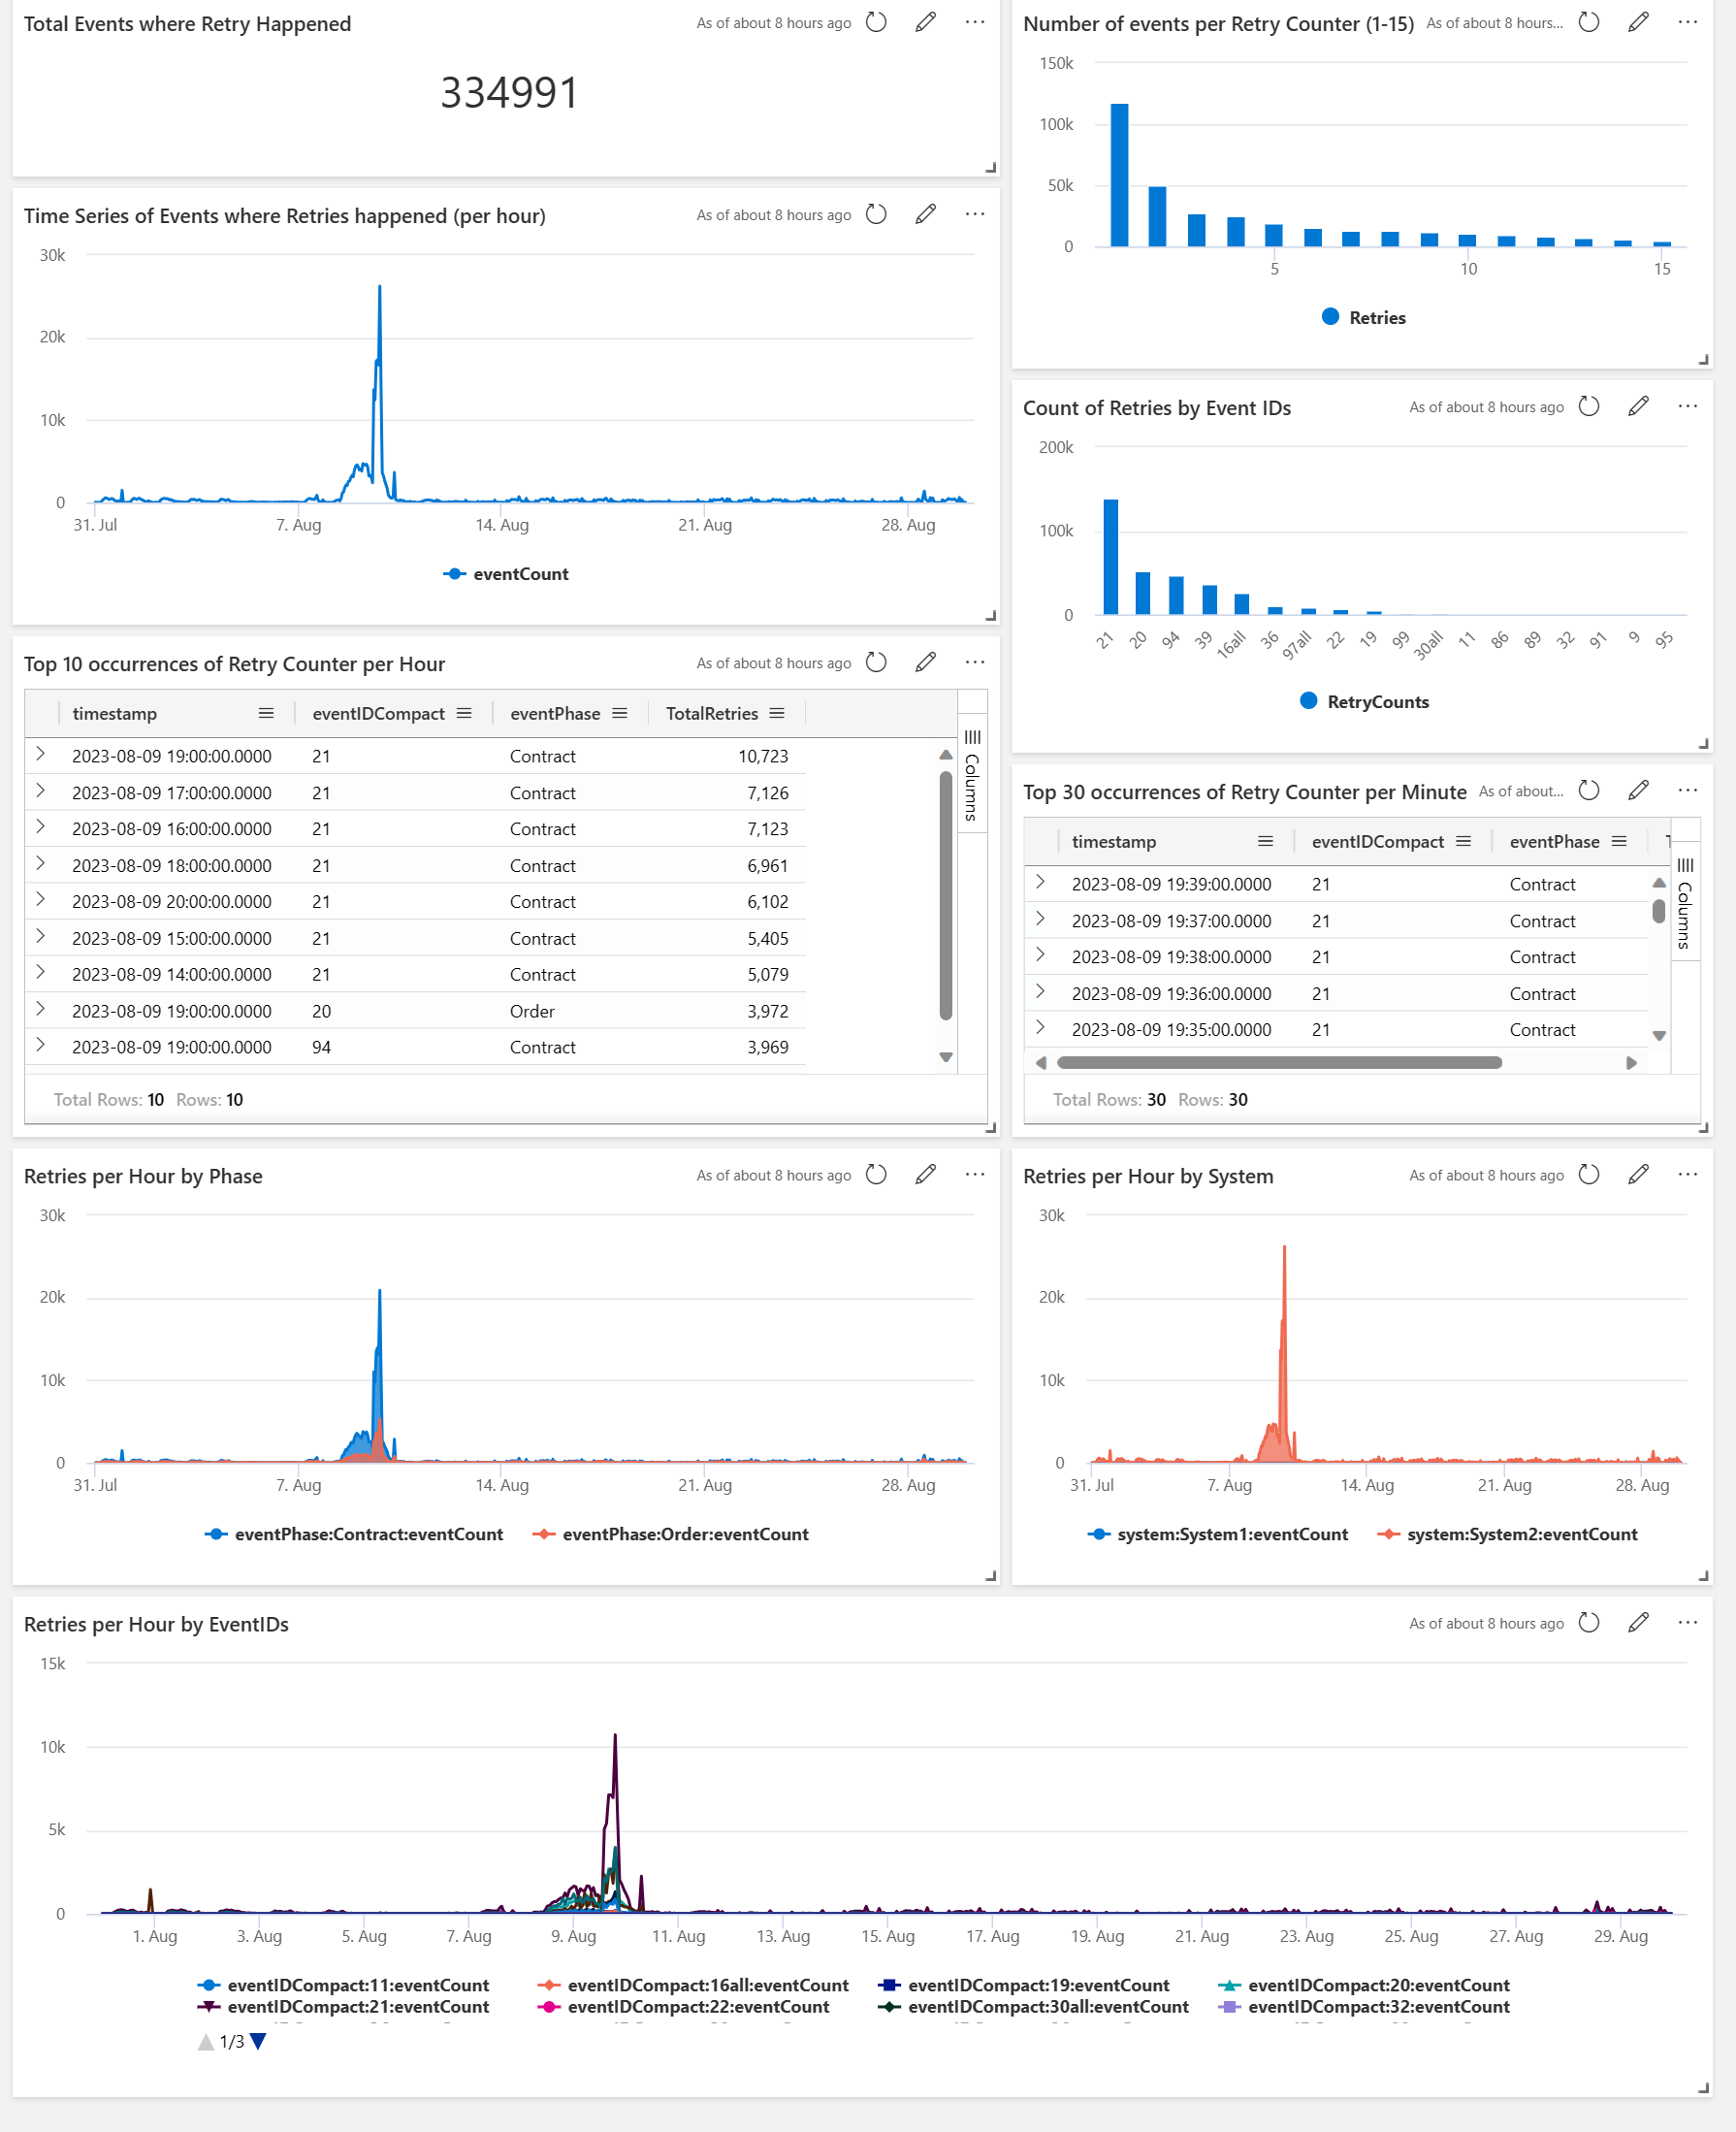 Total Events where Retry Happened
As of about 8 hours ago
334991
Number of events per Retry Counter (1-15)
As of about 8 hours...
150k
100k
50k
0
5 10 15
Retries
Time Series of Events where Retries happened (per hour)
As of about 8 hours ago
30k
20k
10k
0
31. Jul 7. Aug 14. Aug 21. Aug 28. Aug
eventCount
Count of Retries by Event IDs
As of about 8 hours ago
200k
100k
0
21 20 94 39 16all 36 97all 22 19 99 30all 11 86 89 32 91 9 95
RetryCounts
Top 10 occurrences of Retry Counter per Hour
As of about 8 hours ago
timestamp eventIDCompact eventPhase TotalRetries
2023-08-09 19:00:00.0000 21 Contract 10,723
2023-08-09 17:00:00.0000 21 Contract 7,126
2023-08-09 16:00:00.0000 21 Contract 7,123
2023-08-09 18:00:00.0000 21 Contract 6,961
2023-08-09 20:00:00.0000 21 Contract 6,102
2023-08-09 15:00:00.0000 21 Contract 5,405
2023-08-09 14:00:00.0000 21 Contract 5,079
2023-08-09 19:00:00.0000 20 Order 3,972
2023-08-09 19:00:00.0000 94 Contract 3,969
Columns
Total Rows: 10 Rows: 10
Top 30 occurrences of Retry Counter per Minute
As of about...
timestamp eventIDCompact eventPhase
2023-08-09 19:39:00.0000 21 Contract
2023-08-09 19:37:00.0000 21 Contract
2023-08-09 19:38:00.0000 21 Contract
2023-08-09 19:36:00.0000 21 Contract
2023-08-09 19:35:00.0000 21 Contract
Columns
Total Rows: 30 Rows: 30
Retries per Hour by Phase
As of about 8 hours ago
30k
20k
10k
0
31. Jul 7. Aug 14. Aug 21. Aug 28. Aug
eventPhase:Contract:eventCount eventPhase:Order:eventCount
Retries per Hour by System
As of about 8 hours ago
30k
20k
10k
0
31. Jul 7. Aug 14. Aug 21. Aug 28. Aug
system:System1:eventCount system:System2:eventCount
Retries per Hour by EventIDs
As of about 8 hours ago
15k
10k
5k
0
1. Aug 3. Aug 5. Aug 7. Aug 9. Aug 11. Aug 13. Aug 15. Aug 17. Aug 19. Aug 21. Aug 23. Aug 25. Aug 27. Aug 29. Aug
eventIDCompact:11:eventCount eventIDCompact:16all:eventCount eventIDCompact:19:eventCount eventIDCompact:20:eventCount
eventIDCompact:21:eventCount eventIDCompact:22:eventCount eventIDCompact:30all:eventCount eventIDCompact:32:eventCount
1/3